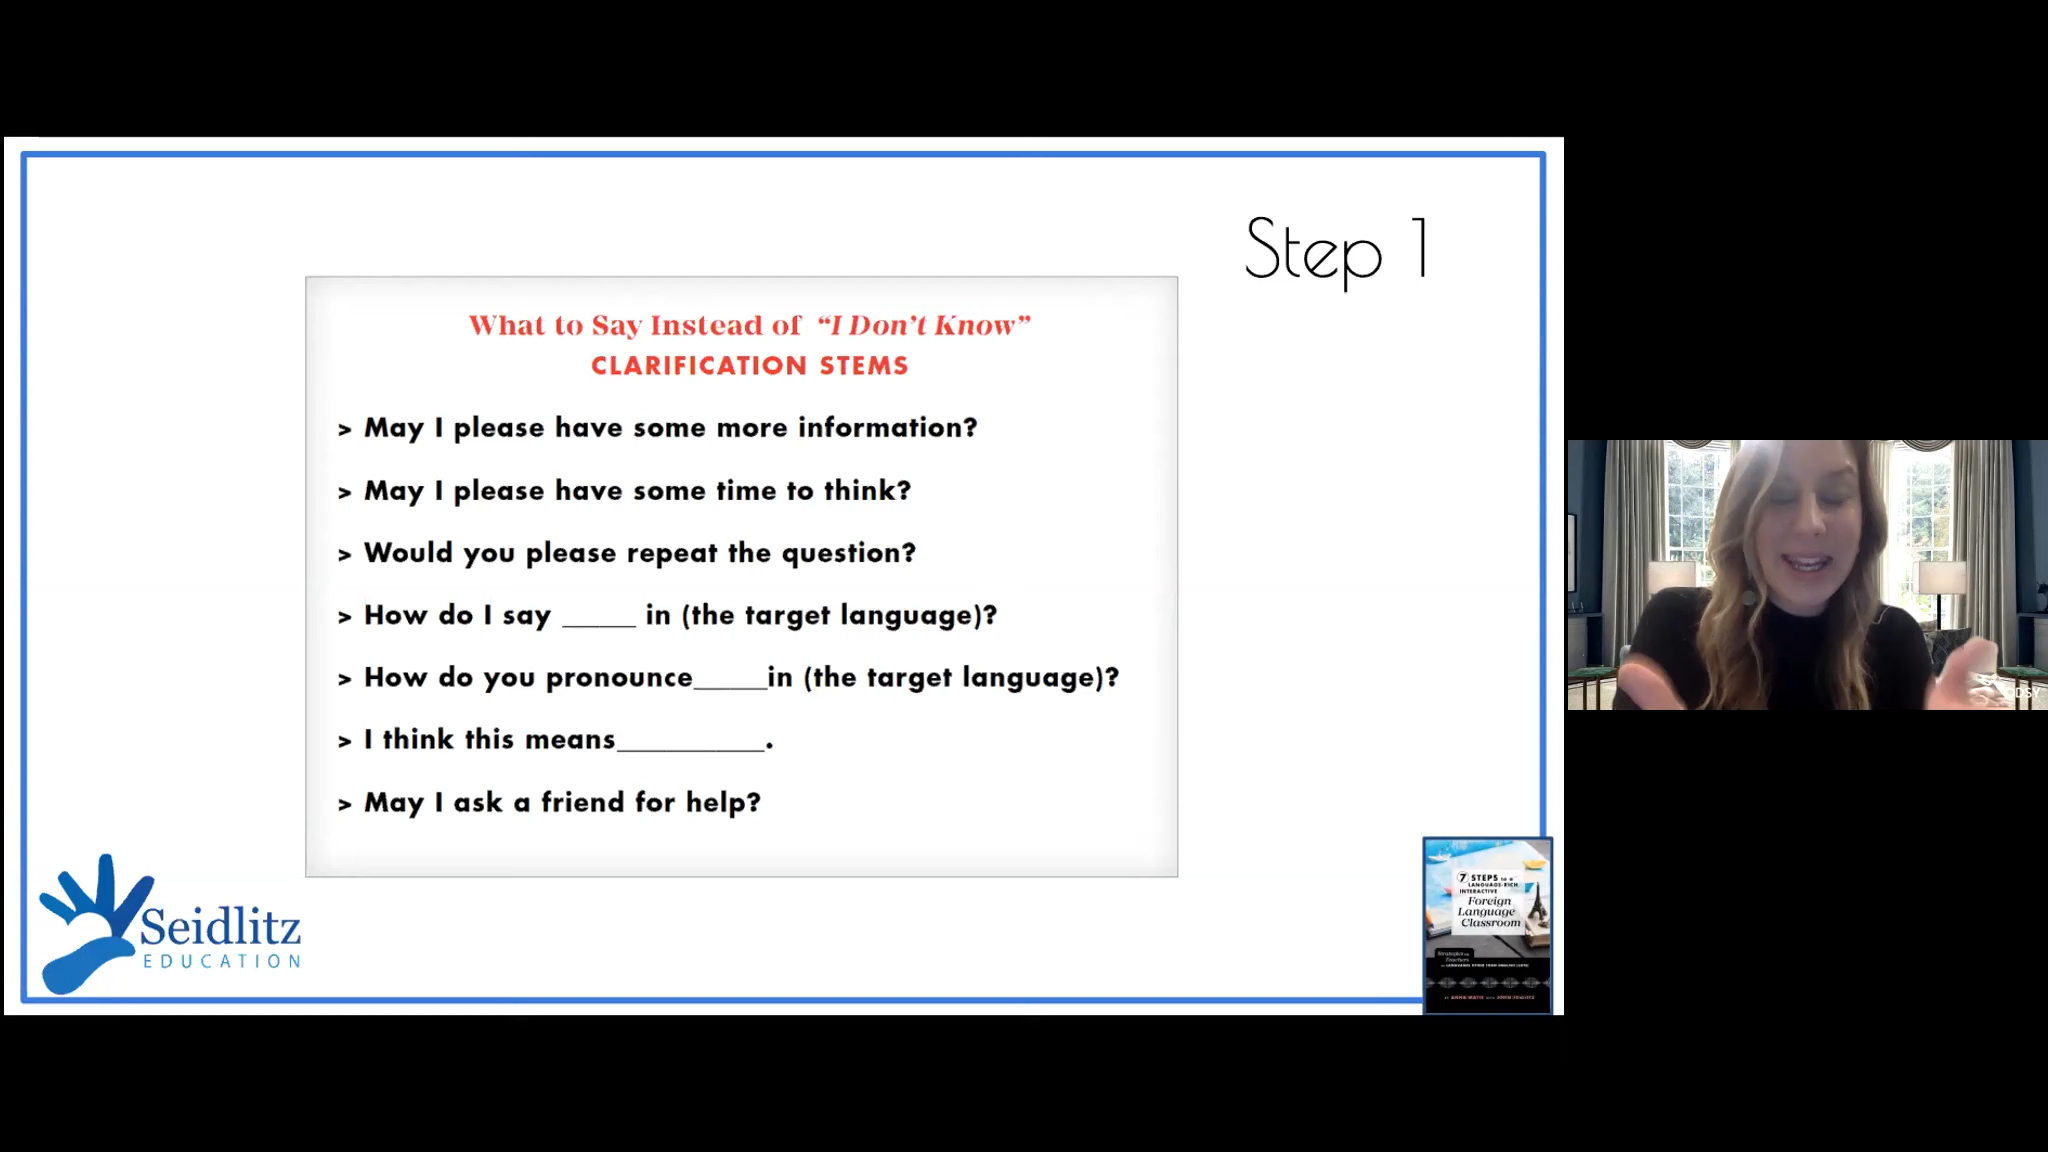 Step 1
What to Say Instead of “I Don’t Know”
CLARIFICATION STEMS
> May I please have some more information?
> May I please have some time to think?
> Would you please repeat the question?
> How do I say _____ in (the target language)?
> How do you pronounce_____in (the target language)?
> I think this means__________.
> May I ask a friend for help?
Seidlitz
EDUCATION
7 STEPS to a
LANGUAGE-RICH,
INTERACTIVE
Foreign
Language
Classroom
Strategies for
Teachers